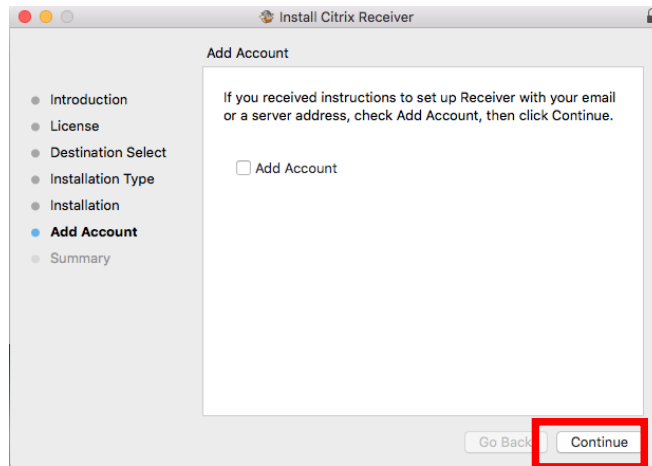 Install Citrix Receiver
Add Account
Introduction
License
Destination Select
Installation Type
Installation
Add Account
Summary
If you received instructions to set up Receiver with your email
or a server address, check Add Account, then click Continue.
Add Account
Go Back
Continue